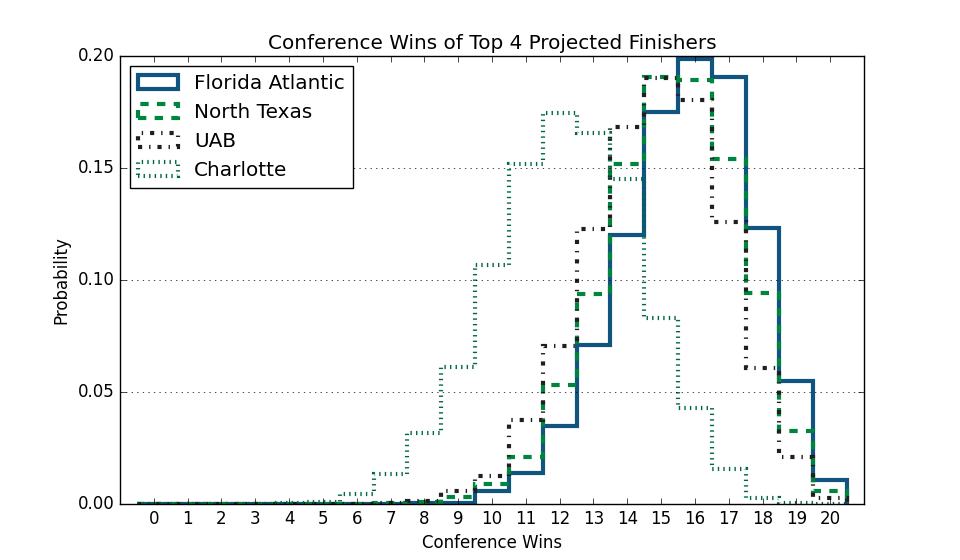 Conference Wins of Top 4 Projected Finishers
0.20
Florida Atlantic
North Texas
UAB
Charlotte
0.15
0.10
0.05
0.00
Probability
0 1 2 3 4 5 6 7 8 9 10 11 12 13 14 15 16 17 18 19 20
Conference Wins